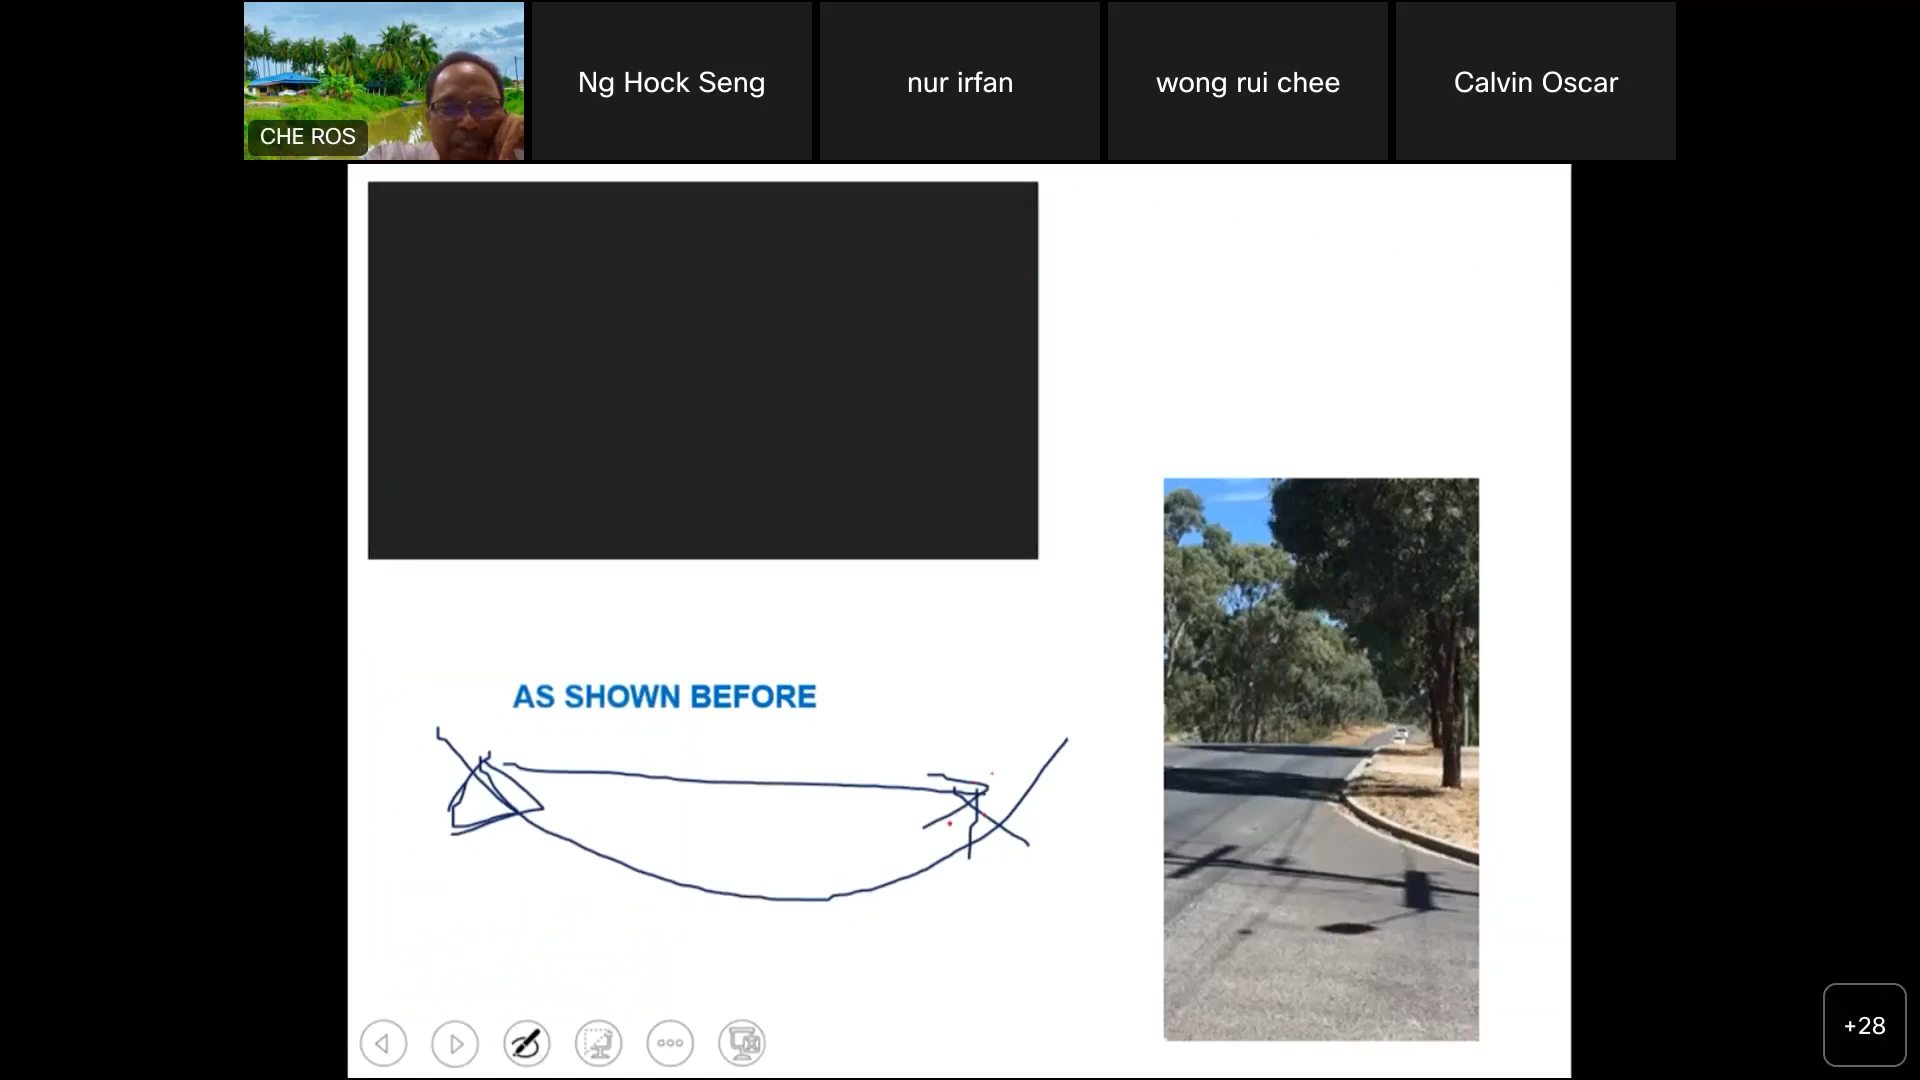 CHE ROS
Ng Hock Seng
nur irfan
wong rui chee
Calvin Oscar
AS SHOWN BEFORE
+28